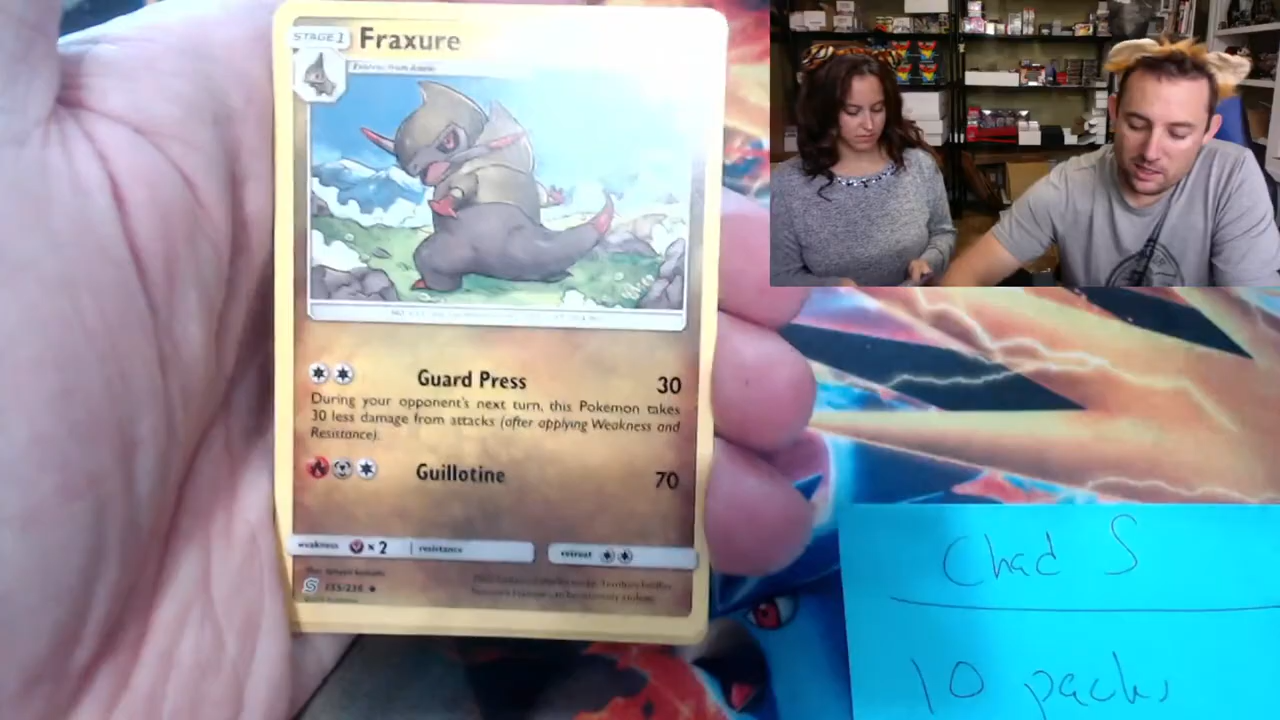 STAGE 1 Fraxure
Evolves from Axew
Guard Press 30
During your opponent's next turn, this Pokemon takes
30 less damage from attacks (after applying Weakness and
Resistance).
Guillotine 70
weakness × 2 resistance retreat
Chad S
10 packs